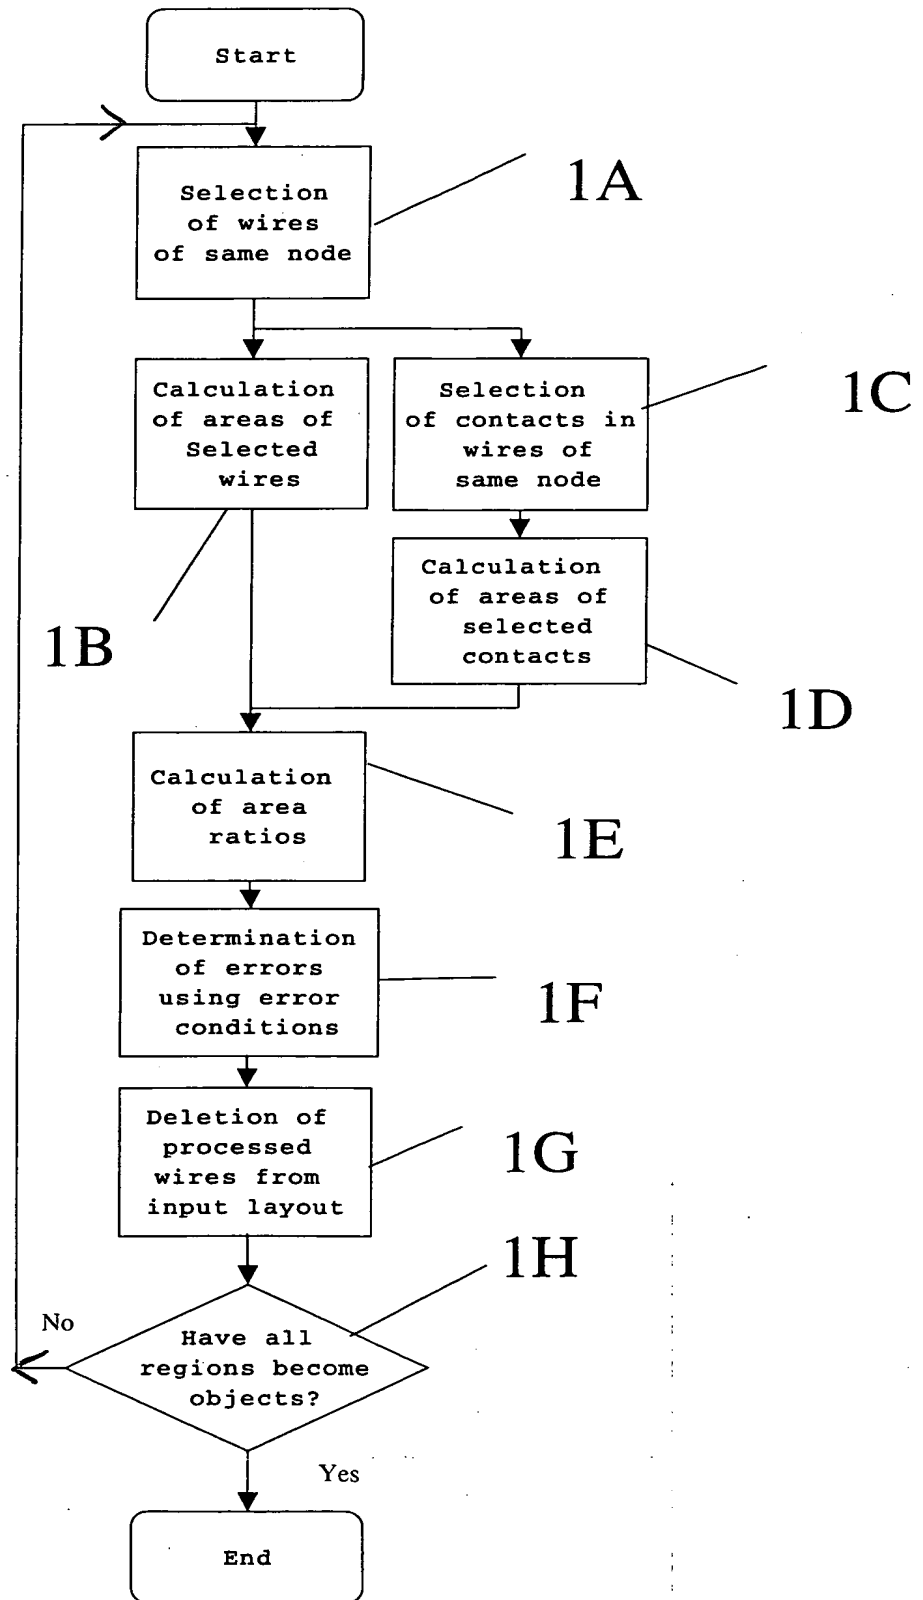 Start
Selection
of wires
of same node
1A
Calculation
of areas of
Selected
wires
1B
Selection
of contacts in
wires of
same node
1C
Calculation
of areas of
selected
contacts
1D
Calculation
of area
ratios
1E
Determination
of errors
using error
conditions
1F
Deletion of
processed
wires from
input layout
1G
1H
Have all
regions become
objects?
No
Yes
End